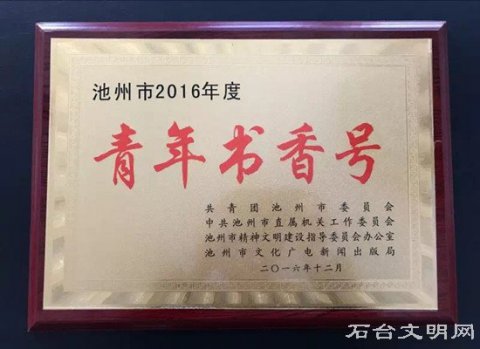 池州市2016年度
青年书香号
共青团池州市委员会
中共池州市直属机关工作委员会
池州市精神文明建设指导委员会办公室
池州市文化广电新闻出版局
二〇一六年十二月
石台文明网